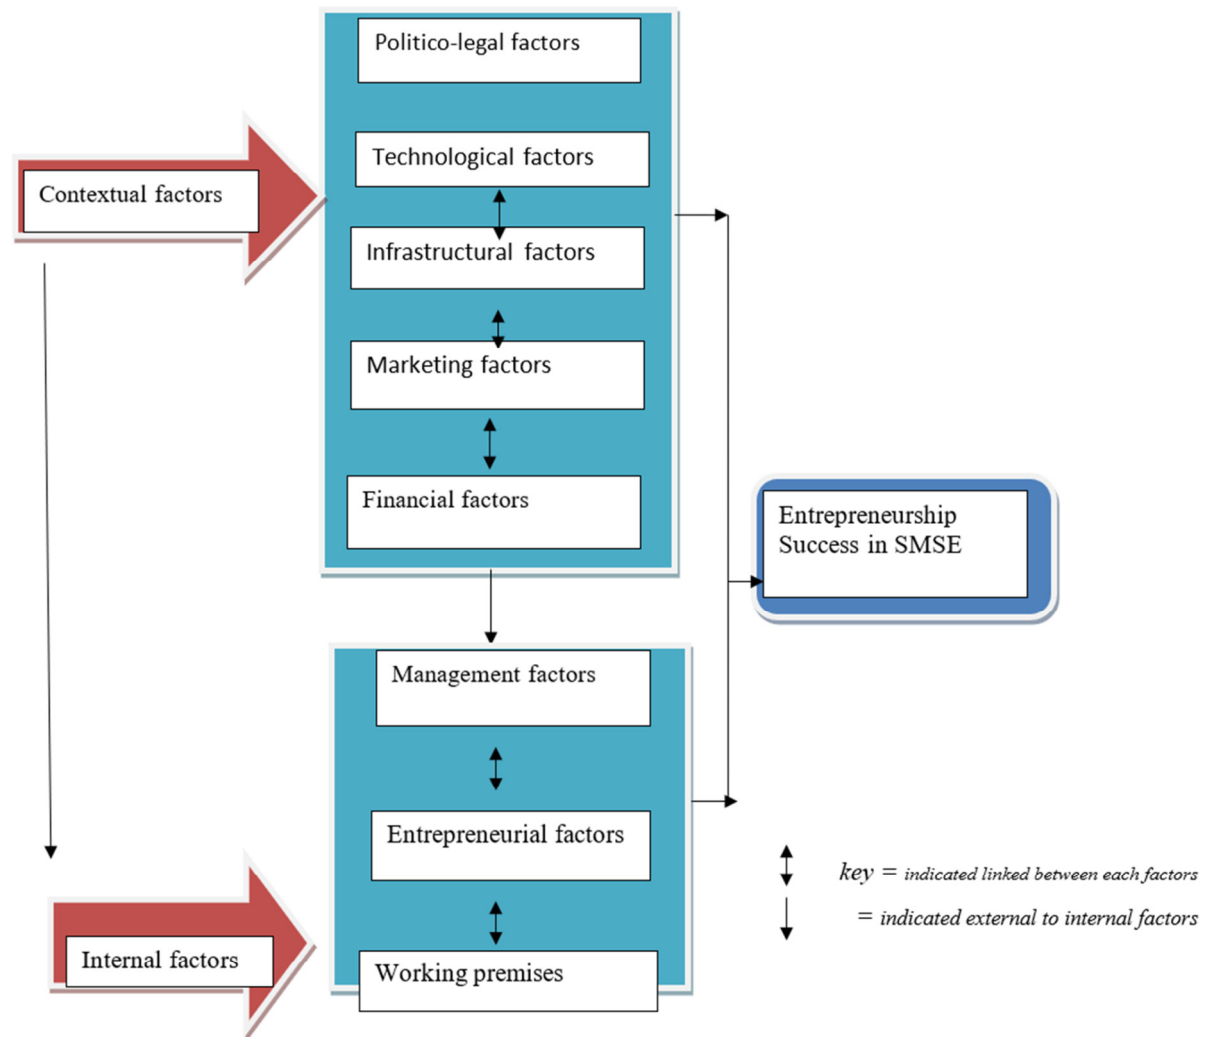 Politico-legal factors
Technological factors
Contextual factors
Infrastructural factors
Marketing factors
Financial factors
Entrepreneurship
Success in SMSE
Management factors
Entrepreneurial factors
key = indicated linked between each factors
= indicated external to internal factors
Internal factors
Working premises